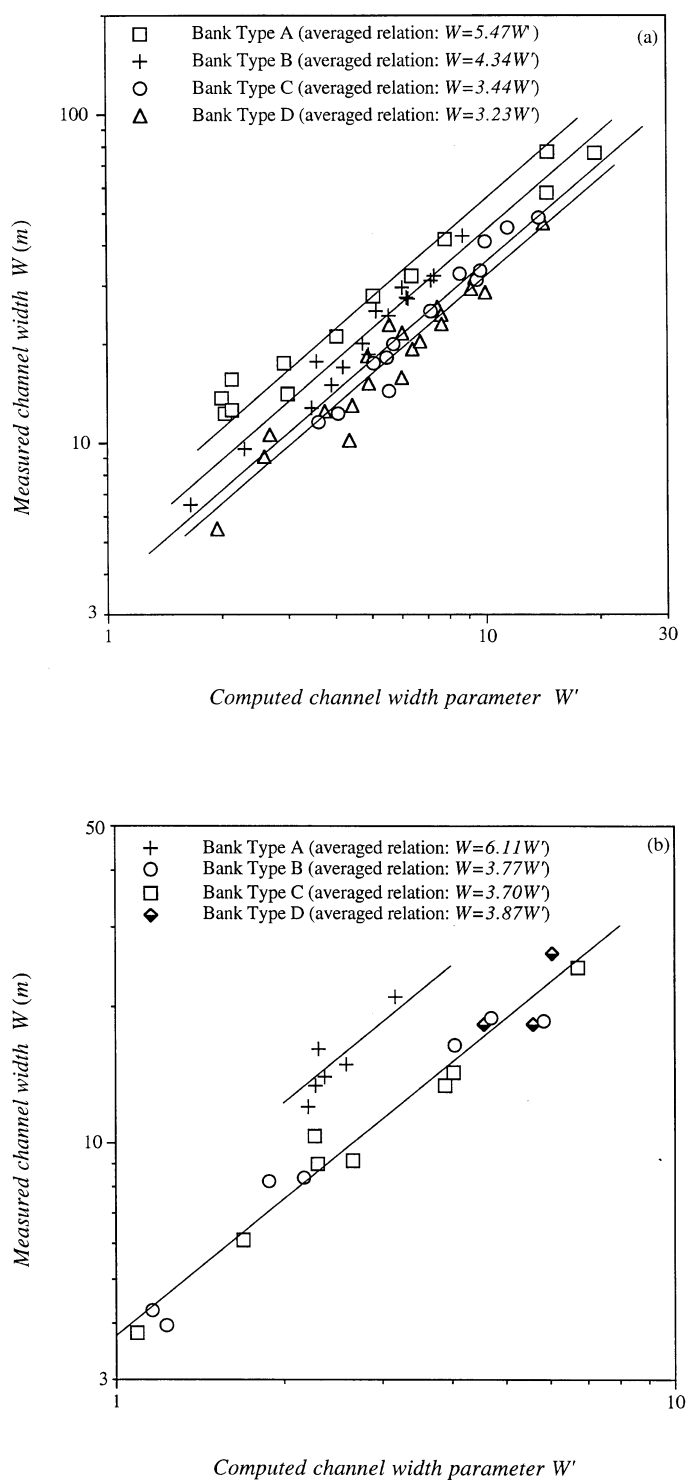 (a)
□ Bank Type A (averaged relation: W=5.47W')
+ Bank Type B (averaged relation: W=4.34W')
○ Bank Type C (averaged relation: W=3.44W')
△ Bank Type D (averaged relation: W=3.23W')
100
10
3
1 10 30
Measured channel width W (m)
Computed channel width parameter W'
(b)
50
+ Bank Type A (averaged relation: W=6.11W')
○ Bank Type B (averaged relation: W=3.77W')
□ Bank Type C (averaged relation: W=3.70W')
◆ Bank Type D (averaged relation: W=3.87W')
10
3
1 10
Measured channel width W (m)
Computed channel width parameter W'